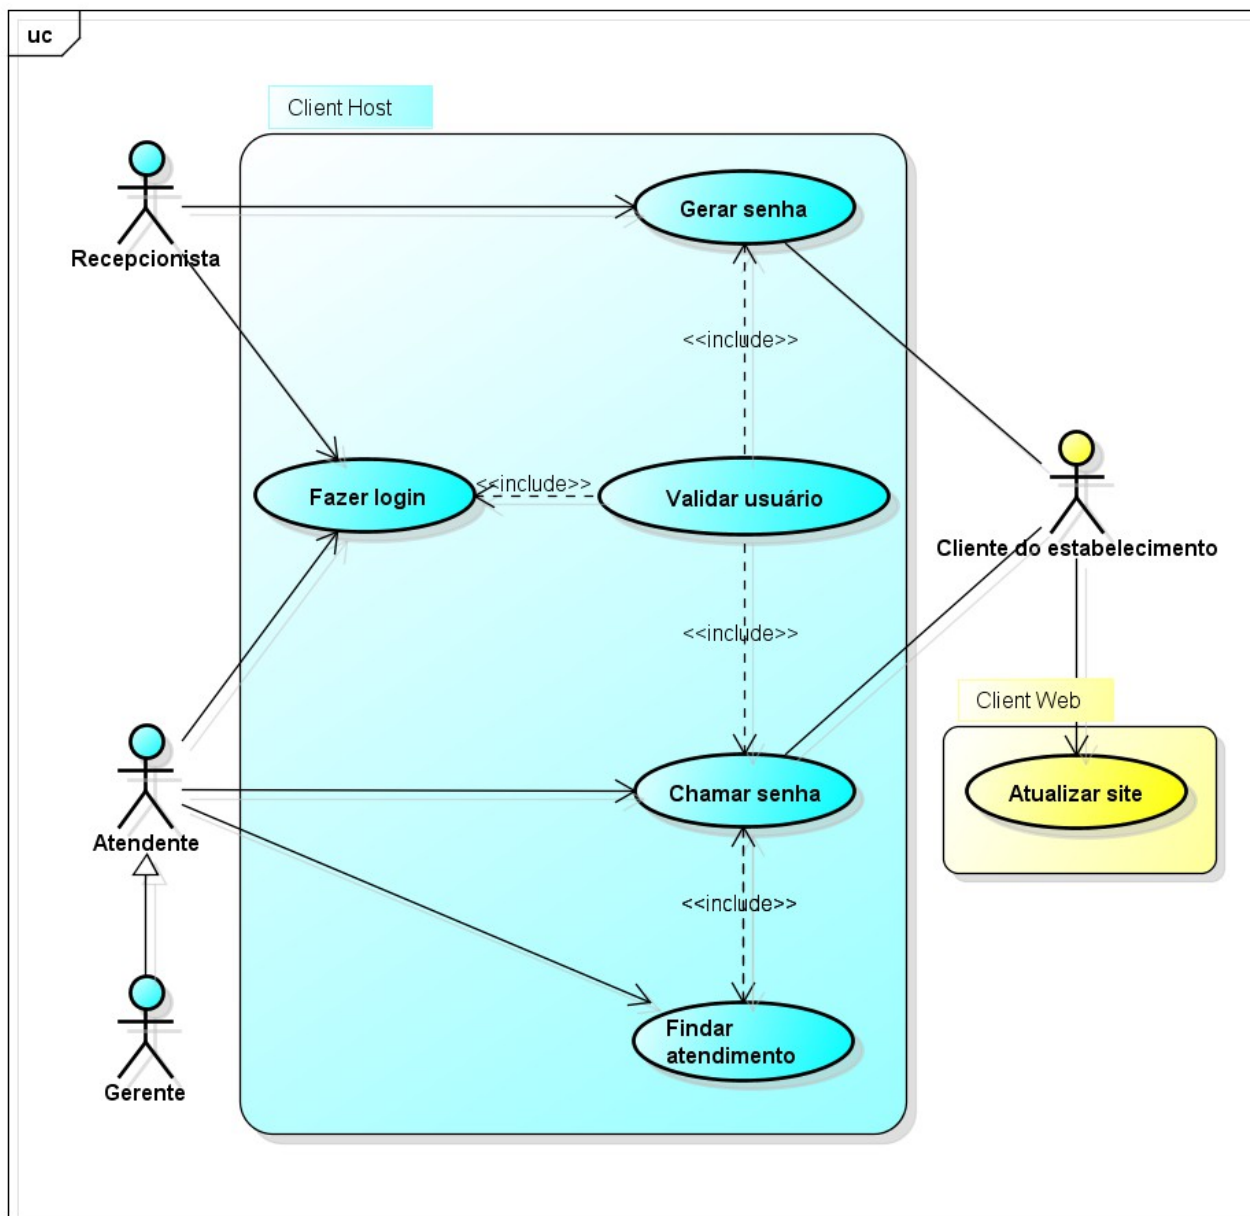 uc
Client Host
Gerar senha
Recepcionista
<<include>>
<<include>>
Fazer login
Validar usuário
Cliente do estabelecimento
<<include>>
Client Web
Chamar senha
Atualizar site
Atendente
<<include>>
Findar
atendimento
Gerente